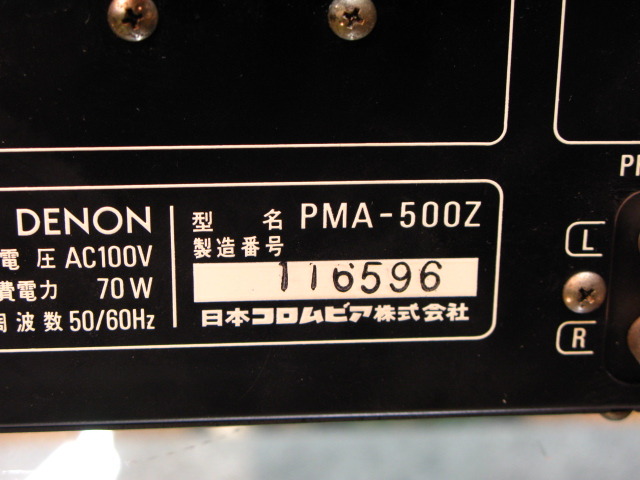 DENON
電圧 AC100V
費電力 70W
周波数 50/60Hz
型名 PMA-500Z
製造番号
116596
日本コロムビア株式会社
L
R